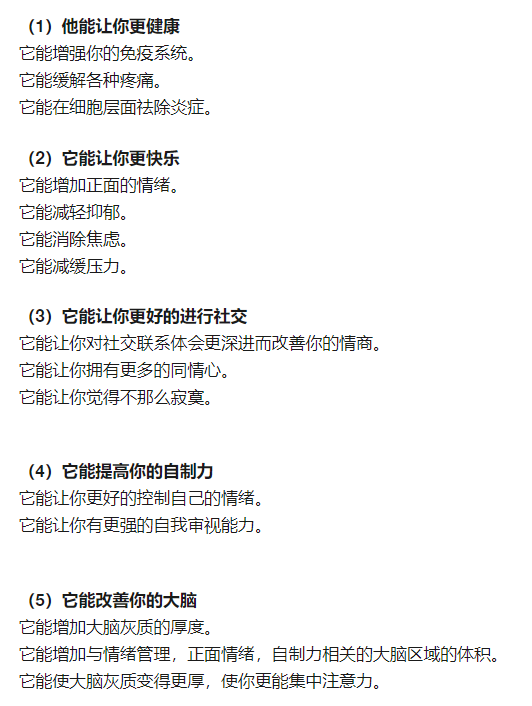 （1）他能让你更健康
它能增强你的免疫系统。
它能缓解各种疼痛。
它能在细胞层面祛除炎症。
（2）它能让你更快乐
它能增加正面的情绪。
它能减轻抑郁。
它能消除焦虑。
它能减缓压力。
（3）它能让你更好的进行社交
它能让你对社交联系体会更深进而改善你的情商。
它能让你拥有更多的同情心。
它能让你觉得不那么寂寞。
（4）它能提高你的自制力
它能让你更好的控制自己的情绪。
它能让你有更强的自我审视能力。
（5）它能改善你的大脑
它能增加大脑灰质的厚度。
它能增加与情绪管理，正面情绪，自制力相关的大脑区域的体积。
它能使大脑灰质变得更厚，使你更能集中注意力。